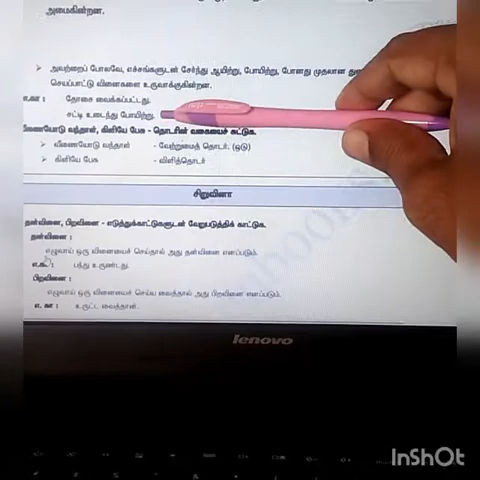 அமைகின்றன.
➤ அவற்றைப் போலவே, எச்சங்களுடன் சேர்ந்து ஆயிற்று, போயிற்று, போனது முதலான
செயப்பாட்டு வினைகளை உருவாக்குகின்றன.
எ.கா : தோசை வைக்கப்பட்டது.
சட்டி உடைந்து போயிற்று.
வீணையோடு வந்தாள், கிளியே பேசு - தொடரின் வகையைச் சுட்டுக.
➤ வீணையோடு வந்தாள் - வேற்றுமைத் தொடர். (ஒடு)
➤ கிளியே பேசு - விளித்தொடர்
சிறுவினா
தன்வினை, பிறவினை - எடுத்துக்காட்டுகளுடன் வேறுபடுத்திக் காட்டுக.
தன்வினை :
எழுவாய் ஒரு வினையைச் செய்தால் அது தன்வினை எனப்படும்.
எ.கா : பந்து உருண்டது.
பிறவினை :
எழுவாய் ஒரு வினையைச் செய்ய வைத்தால் அது பிறவினை எனப்படும்.
எ. கா : உருட்ட வைத்தான்.
lenovo
InShOt